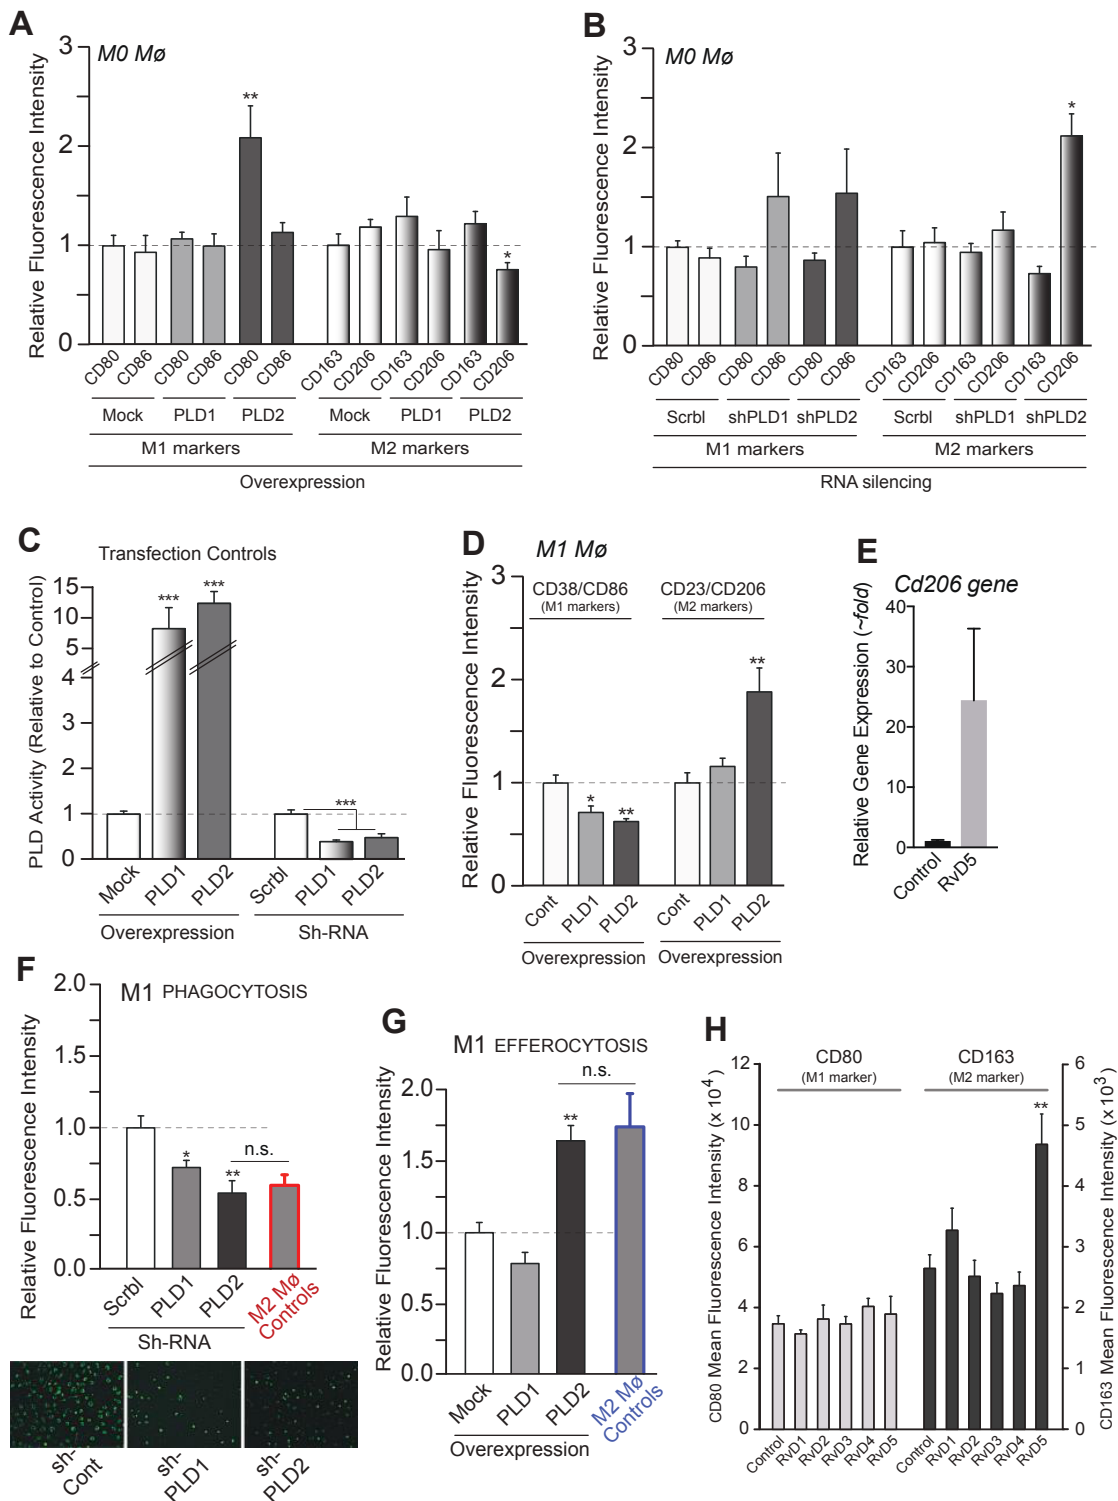 A
M0 Mø
Relative Fluorescence Intensity
3
2
1
0
**
*
CD80 CD86 CD80 CD86 CD80 CD86 CD163 CD206 CD163 CD206 CD163 CD206
Mock PLD1 PLD2 Mock PLD1 PLD2
M1 markers M2 markers
Overexpression
B
M0 Mø
Relative Fluorescence Intensity
3
2
1
0
*
CD80 CD86 CD80 CD86 CD80 CD86 CD163 CD206 CD163 CD206 CD163 CD206
Scrbl shPLD1 shPLD2 Scrbl shPLD1 shPLD2
M1 markers M2 markers
RNA silencing
C
Transfection Controls
PLD Activity (Relative to Control)
15
10
5
4
3
2
1
0
*** ***
***
Mock PLD1 PLD2 Scrbl PLD1 PLD2
Overexpression Sh-RNA
D
M1 Mø
Relative Fluorescence Intensity
3
2
1
0
CD38/CD86 CD23/CD206
(M1 markers) (M2 markers)
* ** **
Cont PLD1 PLD2 Cont PLD1 PLD2
Overexpression Overexpression
E
Cd206 gene
Relative Gene Expression (~fold)
40
30
20
10
0
Control RvD5
F
M1 PHAGOCYTOSIS
Relative Fluorescence Intensity
2.0
1.5
1.0
0.5
0.0
* ** n.s.
Scrbl PLD1 PLD2 M2 Mø Controls
Sh-RNA
sh-Cont sh-PLD1 sh-PLD2
G
M1 EFFEROCYTOSIS
Relative Fluorescence Intensity
2.0
1.5
1.0
0.5
0.0
n.s.
**
Mock PLD1 PLD2 M2 Mø Controls
Overexpression
H
CD80 CD163
(M1 marker) (M2 marker)
CD80 Mean Fluorescence Intensity (x 10⁴)
12
10
8
6
4
2
0
**
CD163 Mean Fluorescence Intensity (x 10³)
6
5
4
3
2
1
0
Control RvD1 RvD2 RvD3 RvD4 RvD5 Control RvD1 RvD2 RvD3 RvD4 RvD5